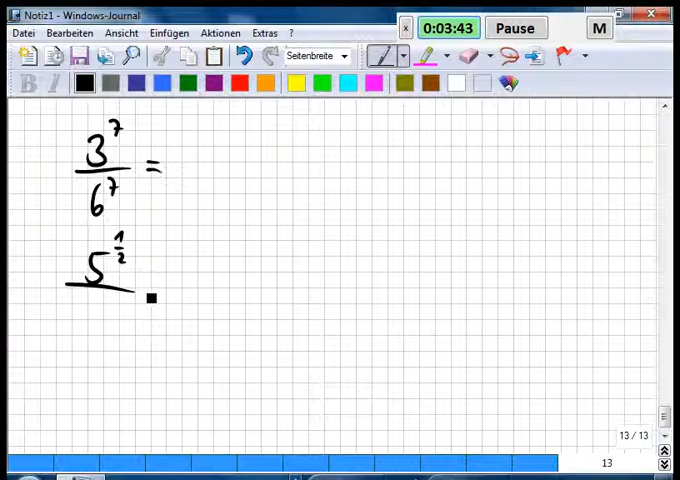 Notiz1 - Windows-Journal
x 0:03:43 Pause M
Datei Bearbeiten Ansicht Einfügen Aktionen Extras ?
Seitenbreite
B I
3^7
6^7 =
5^(1/2)
13 / 13
13